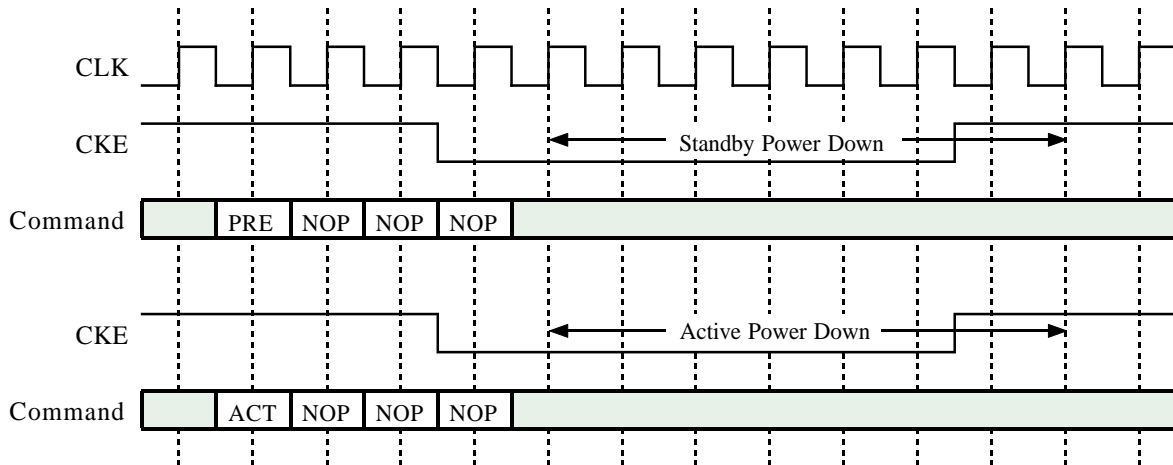 CLK
CKE
Standby Power Down
Command
PRE NOP NOP NOP
CKE
Active Power Down
Command
ACT NOP NOP NOP